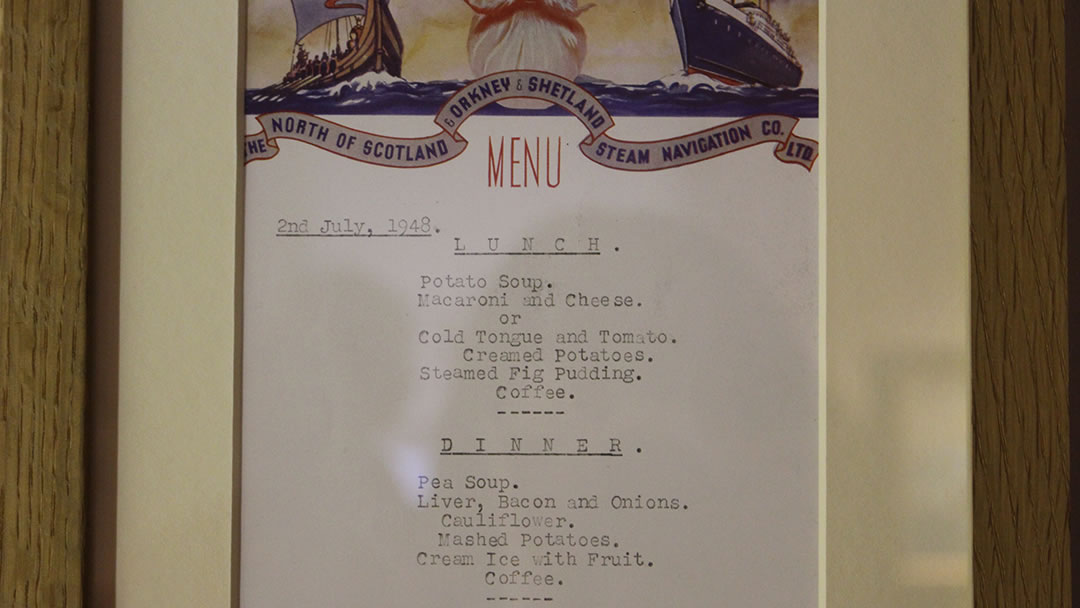 THE NORTH OF SCOTLAND & ORKNEY & SHETLAND STEAM NAVIGATION CO. LTD.
MENU
2nd July, 1948.
L U N C H .
Potato Soup.
Macaroni and Cheese.
or
Cold Tongue and Tomato.
Creamed Potatoes.
Steamed Fig Pudding.
Coffee.
------
D I N N E R .
Pea Soup.
Liver, Bacon and Onions.
Cauliflower.
Mashed Potatoes.
Cream Ice with Fruit.
Coffee.
------